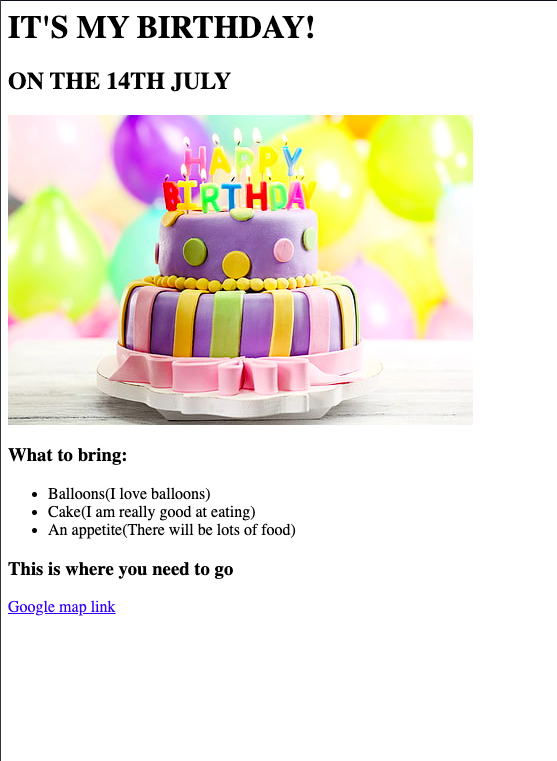 IT'S MY BIRTHDAY!
ON THE 14TH JULY
HAPPY
BIRTHDAY
What to bring:
Balloons(I love balloons)
Cake(I am really good at eating)
An appetite(There will be lots of food)
This is where you need to go
Google map link